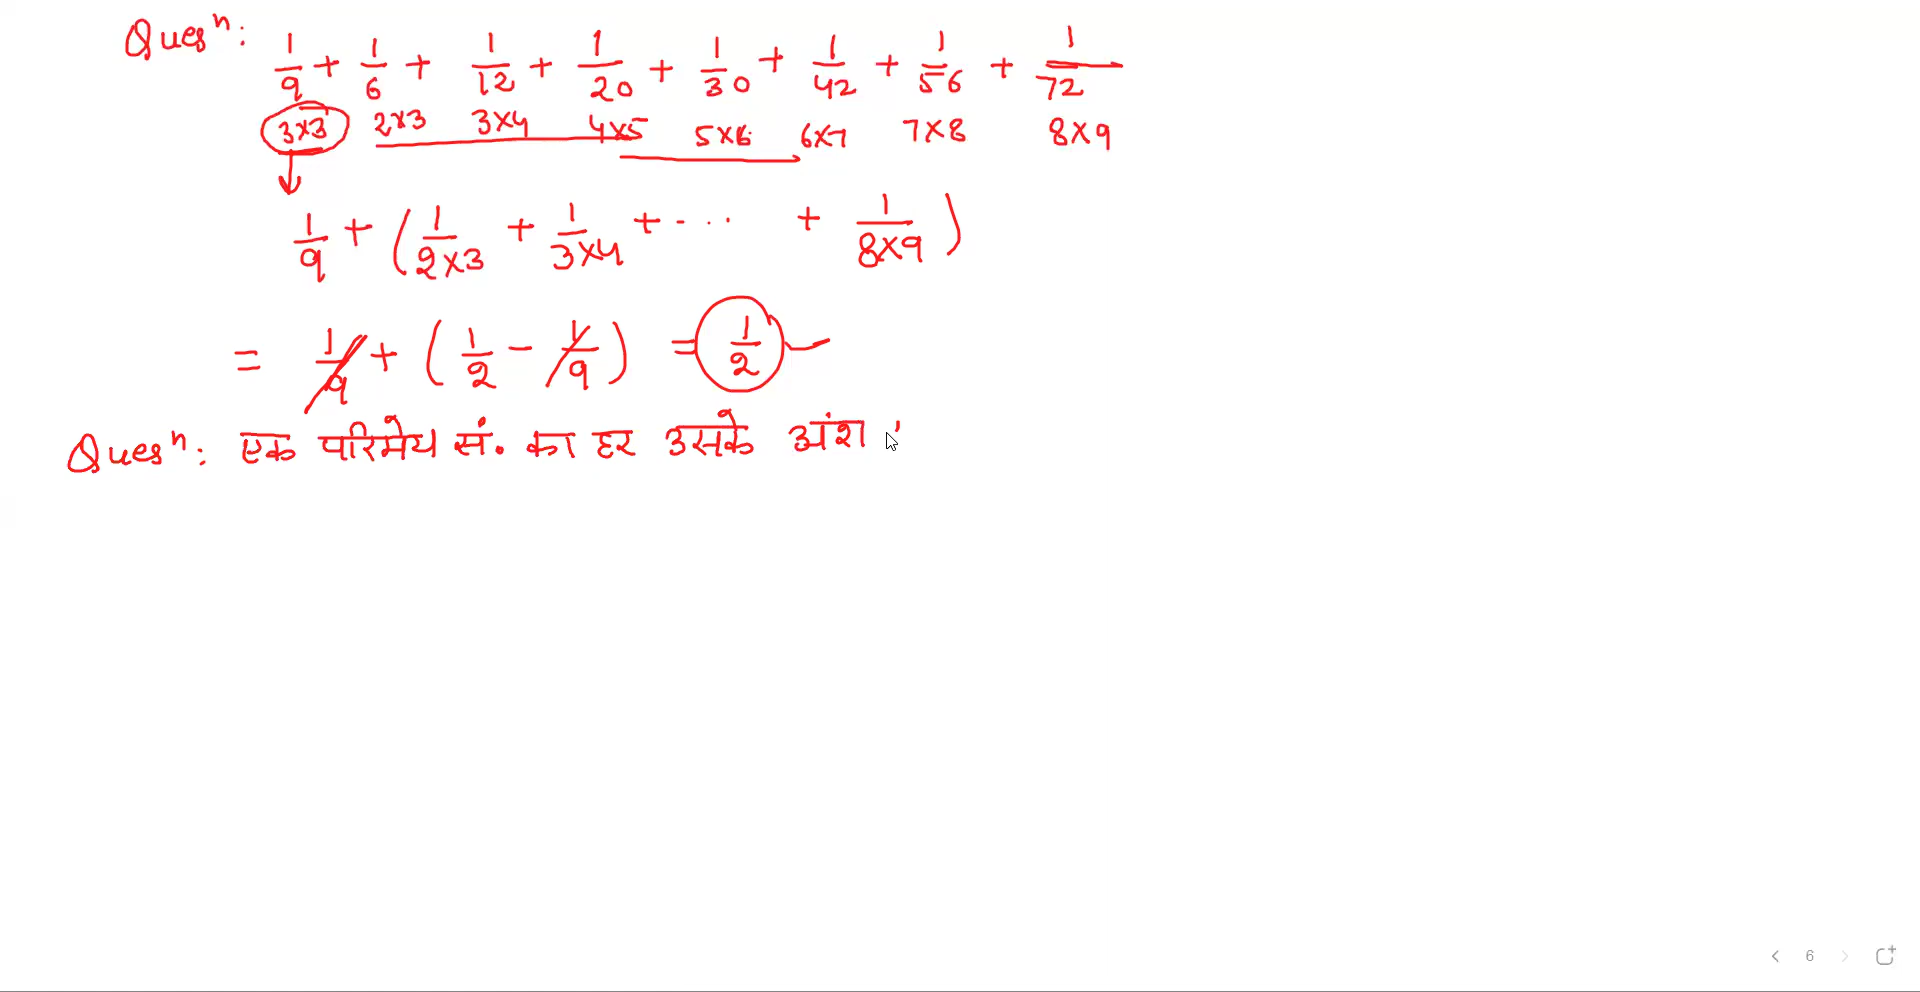 Quesⁿ: 1/9 + 1/6 + 1/12 + 1/20 + 1/30 + 1/42 + 1/56 + 1/72
3×3 2×3 3×4 4×5 5×6 6×7 7×8 8×9
1/9 + (1/2×3 + 1/3×4 + - ... + 1/8×9)
= 1/9 + (1/2 - 1/9) = 1/2
Quesⁿ: एक परिमेय सं. का हर उसके अंश
6